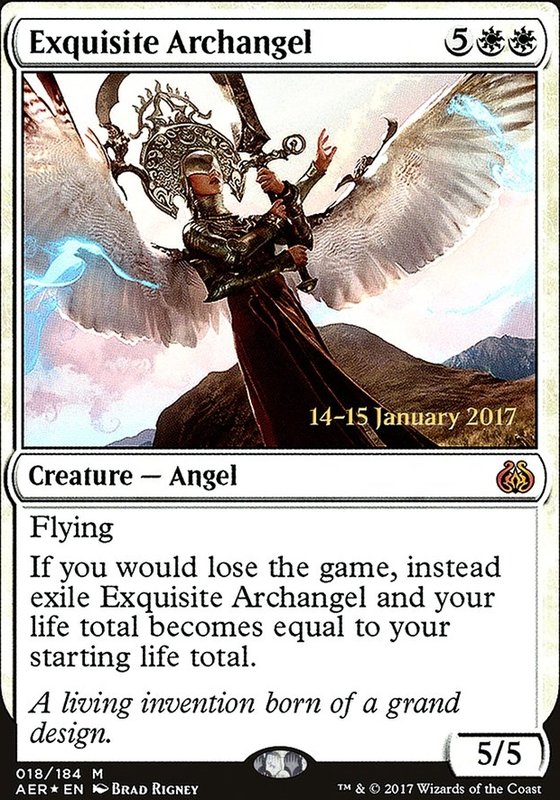 Exquisite Archangel 5
14–15 January 2017
Creature — Angel
Flying
If you would lose the game, instead
exile Exquisite Archangel and your
life total becomes equal to your
starting life total.
A living invention born of a grand
design.
5/5
018/184 M
AER ★ EN Brad Rigney
™ & © 2017 Wizards of the Coast